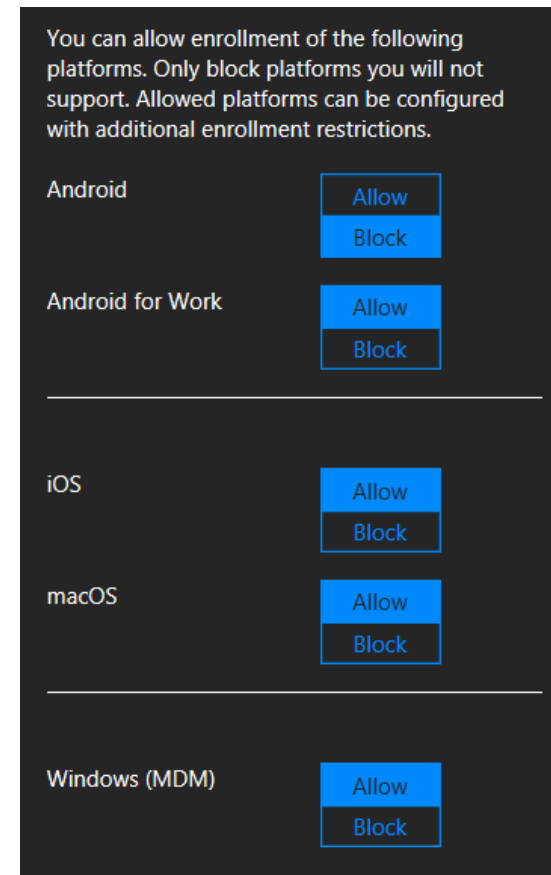 You can allow enrollment of the following
platforms. Only block platforms you will not
support. Allowed platforms can be configured
with additional enrollment restrictions.
Android
Allow
Block
Android for Work
Allow
Block
iOS
Allow
Block
macOS
Allow
Block
Windows (MDM)
Allow
Block